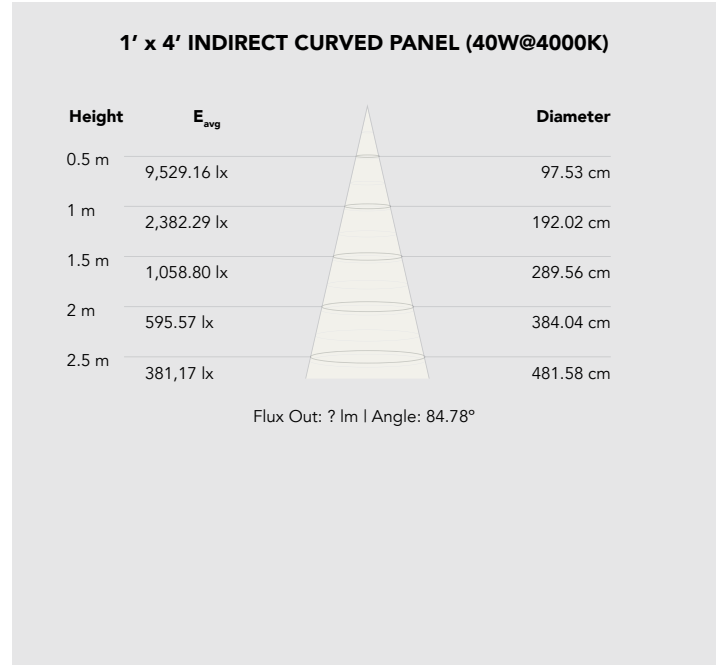 1’ x 4’ INDIRECT CURVED PANEL (40W@4000K)
Height Eavg Diameter
0.5 m
9,529.16 lx 97.53 cm
1 m
2,382.29 lx 192.02 cm
1.5 m
1,058.80 lx 289.56 cm
2 m
595.57 lx 384.04 cm
2.5 m
381,17 lx 481.58 cm
Flux Out: ? lm | Angle: 84.78º